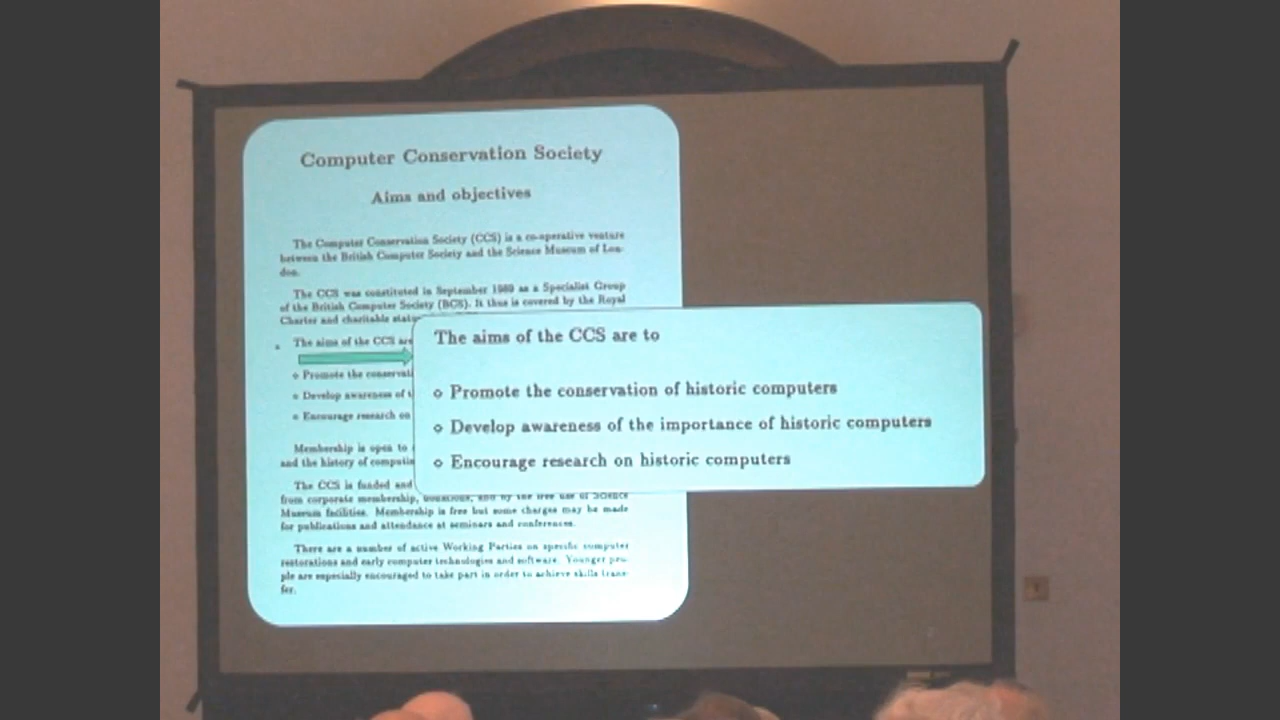 Computer Conservation Society
Aims and objectives
The Computer Conservation Society (CCS) is a co-operative venture
between the British Computer Society and the Science Museum of Lon-
don.
The CCS was constituted in September 1989 as a Specialist Group
of the British Computer Society (BCS). It thus is covered by the Royal
Charter and charitable
The aims of the CCS are
⋄ Promote the
⋄ Develop awareness of
⋄ Encourage research on
Membership is open to
and the history of
The CCS is funded and
from corporate membership, donations, and by the free use of Science
Museum facilities. Membership is free but some charges may be made
for publications and attendance at seminars and conferences.
There are a number of active Working Parties on specific computer
restorations and early computer technologies and software. Younger peo-
ple are especially encouraged to take part in order to achieve skills trans-
fer.
The aims of the CCS are to
⋄ Promote the conservation of historic computers
⋄ Develop awareness of the importance of historic computers
⋄ Encourage research on historic computers